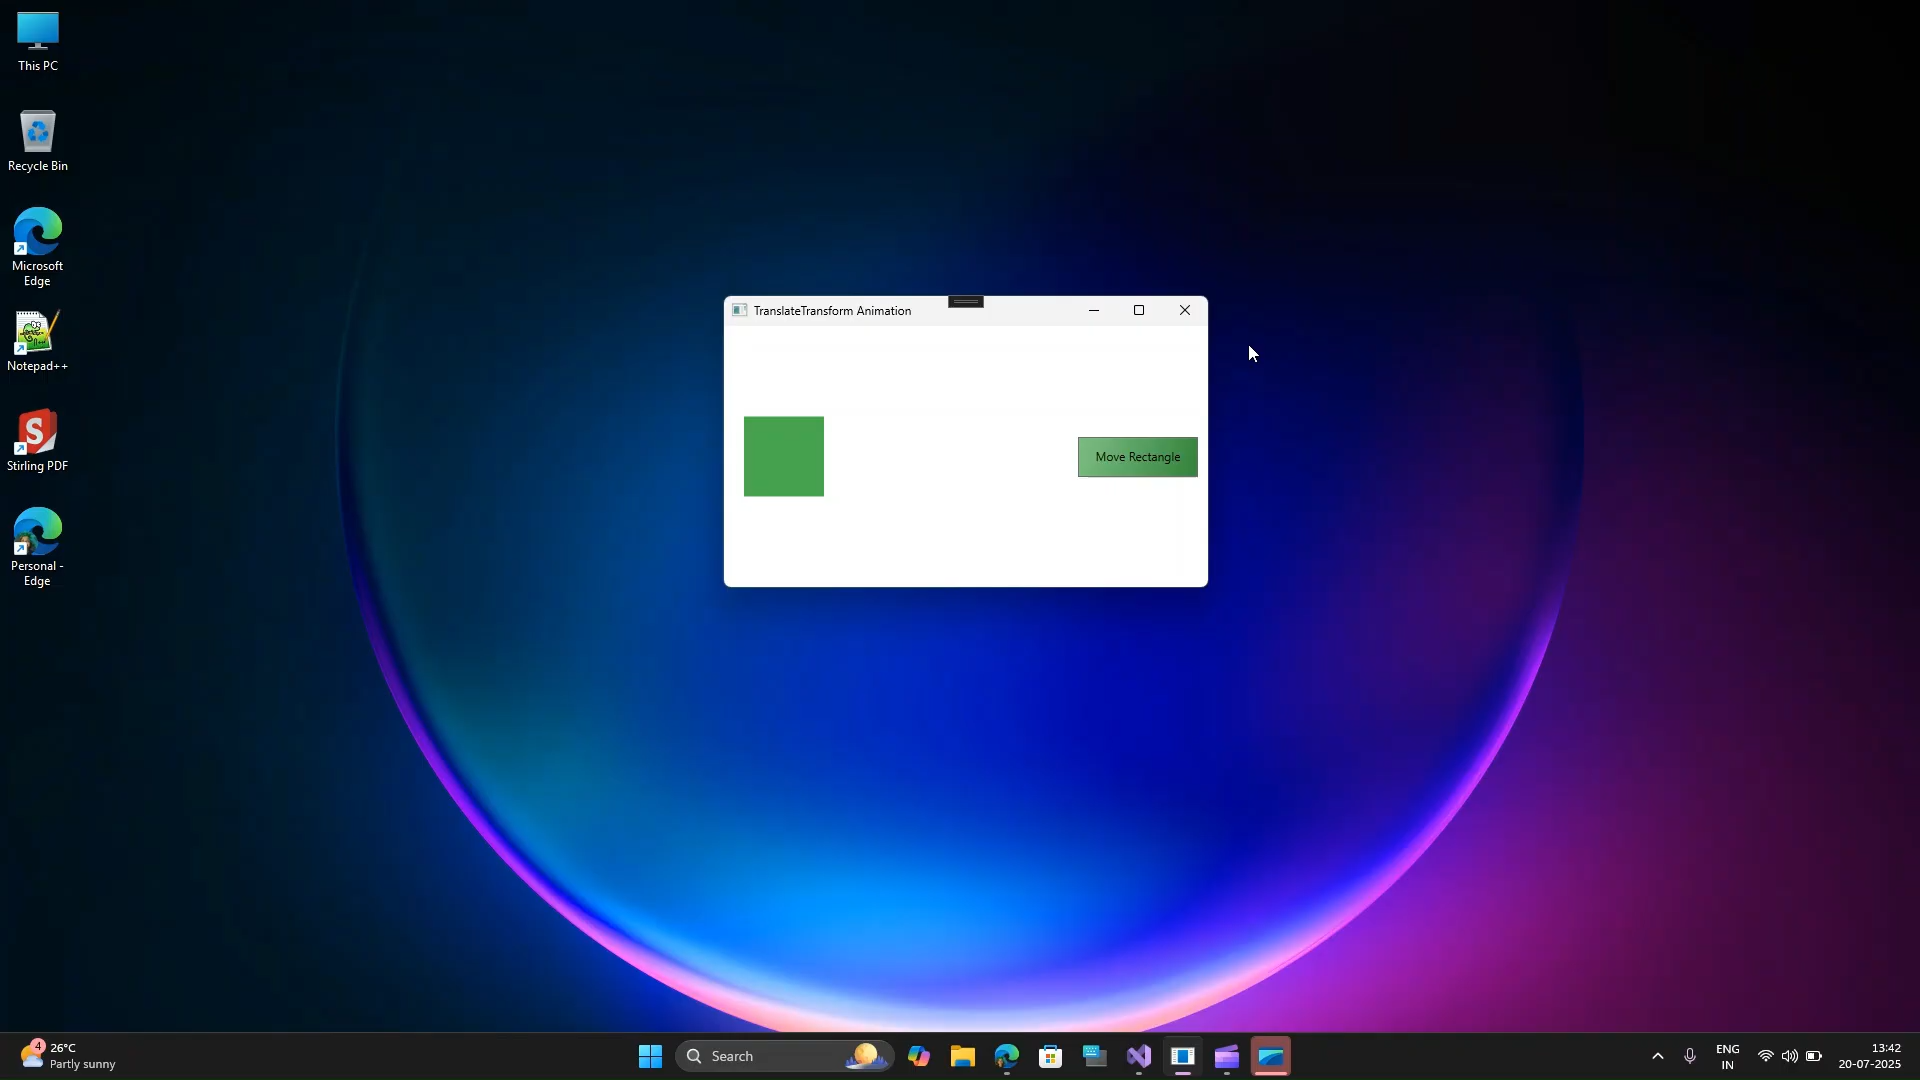 This PC
Recycle Bin
Microsoft
Edge
Notepad++
Stirling PDF
Personal -
Edge
TranslateTransform Animation
Move Rectangle
4
26°C
Partly sunny
Search
ENG
IN
13:42
20-07-2025